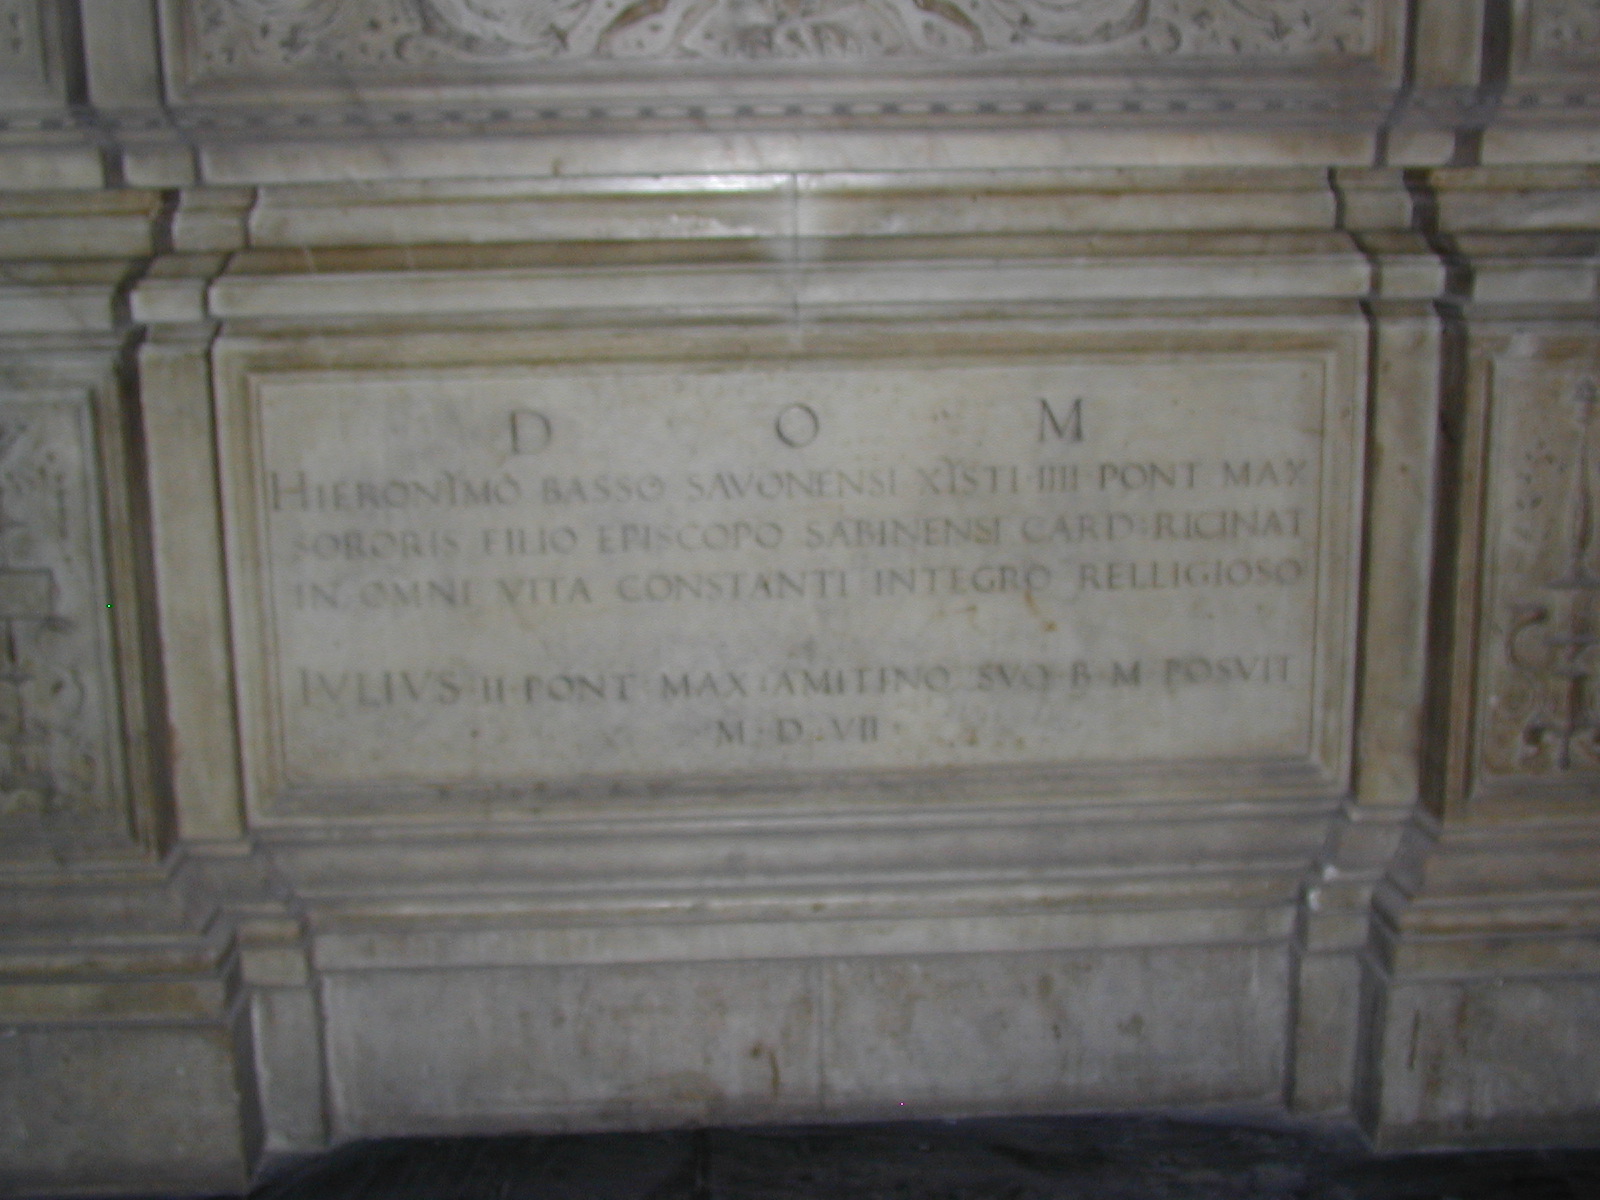 D O M
HIERONYMO BASSO SAVONENSI XYSTI·IIII·PONT MAX
SORORIS FILIO EPISCOPO SABINENSI CARD·RICINAT
IN OMNI VITA CONSTANTI INTEGRO RELLIGIOSO
IVLIVS·II·PONT MAX·AMITINO SVO·B·M·POSVIT
M·D·VII·